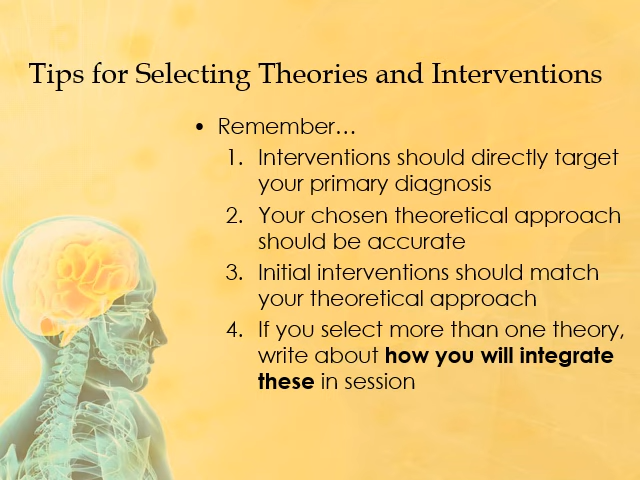 Tips for Selecting Theories and Interventions
• Remember…
1. Interventions should directly target
your primary diagnosis
2. Your chosen theoretical approach
should be accurate
3. Initial interventions should match
your theoretical approach
4. If you select more than one theory,
write about how you will integrate
these in session